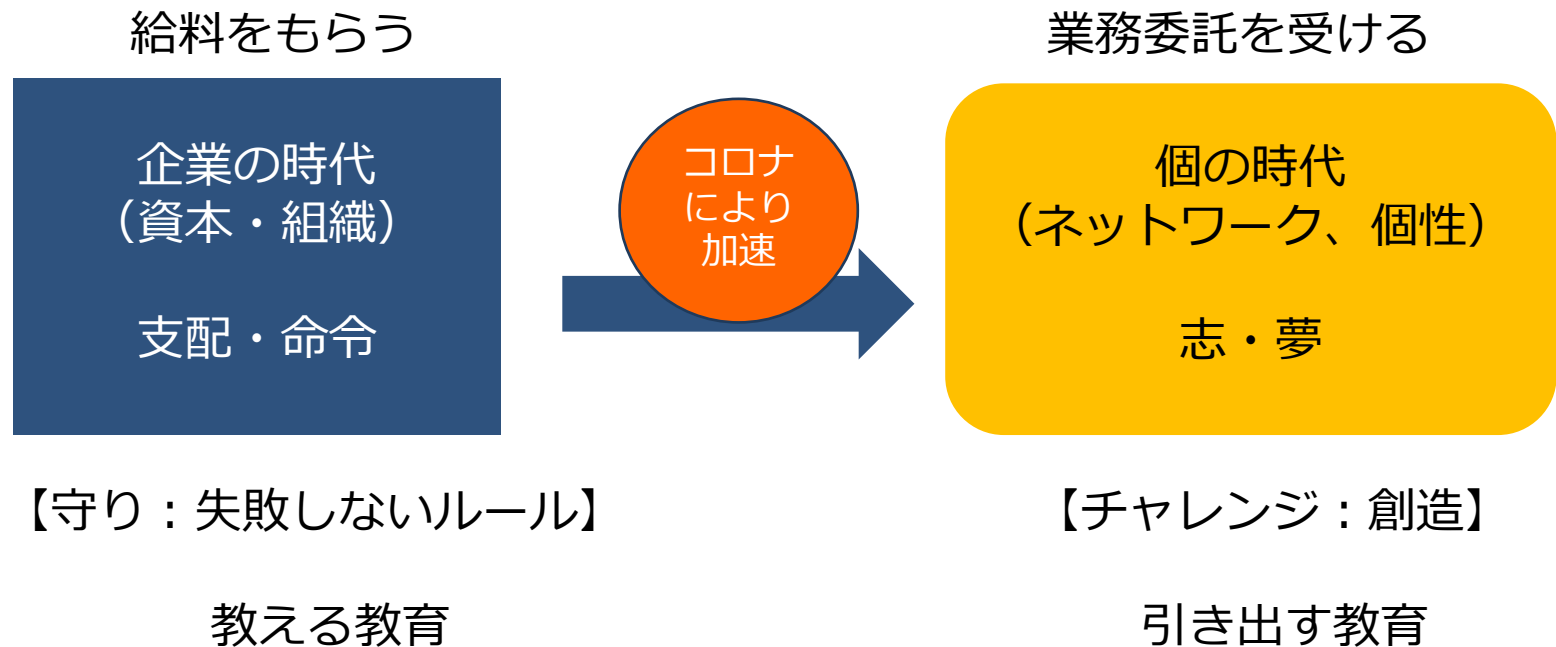 給料をもらう
業務委託を受ける
企業の時代
（資本・組織）
支配・命令
コロナ
により
加速
個の時代
（ネットワーク、個性）
志・夢
【守り：失敗しないルール】
【チャレンジ：創造】
教える教育
引き出す教育